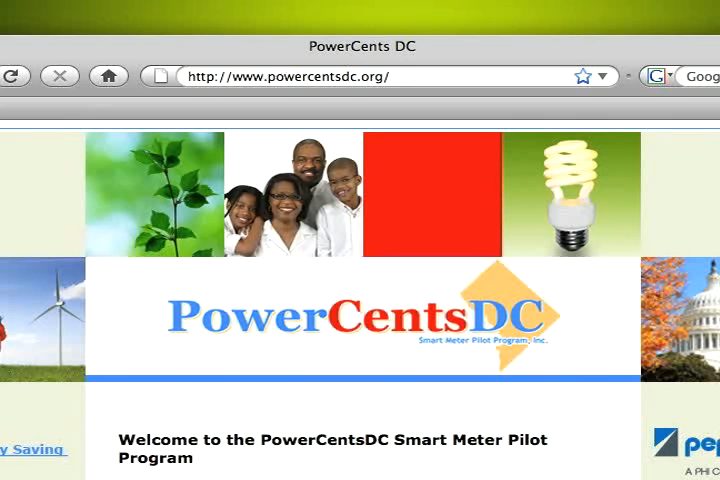 PowerCents DC
http://www.powercentsdc.org/
G
Goog
PowerCentsDC
Smart Meter Pilot Program, Inc.
Welcome to the PowerCentsDC Smart Meter Pilot
Program
y Saving
pep
A PHI C